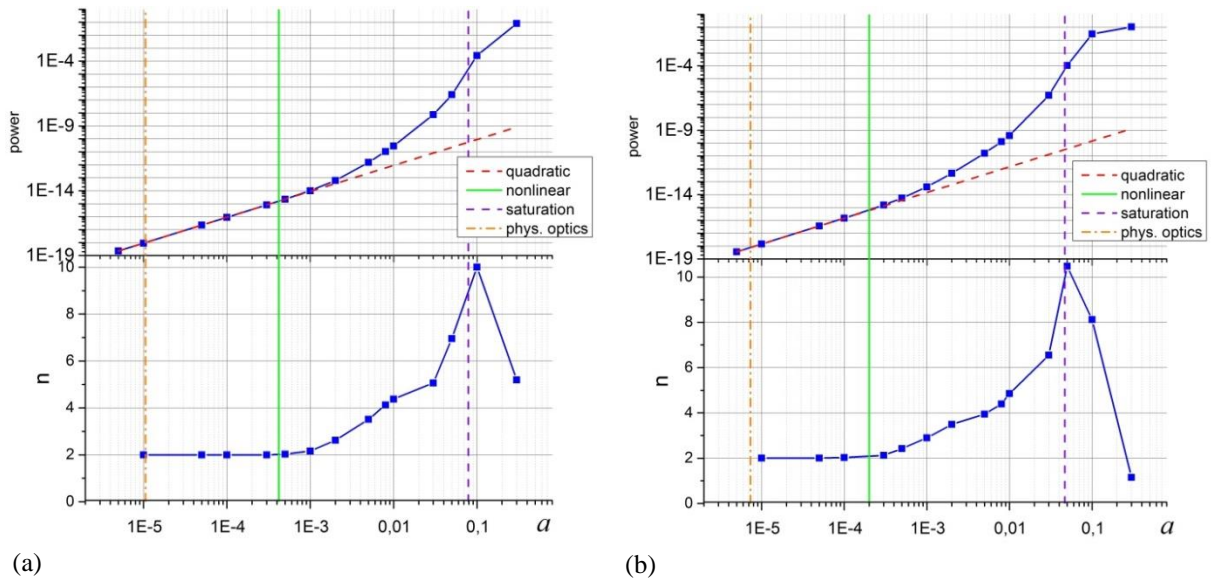 power
1E-4
1E-9
1E-14
1E-19
quadratic
nonlinear
saturation
phys. optics
n
10
8
6
4
2
0
1E-5 1E-4 1E-3 0,01 0,1 a
(a)
power
1E-4
1E-9
1E-14
1E-19
quadratic
nonlinear
saturation
phys. optics
n
10
8
6
4
2
0
1E-5 1E-4 1E-3 0,01 0,1 a
(b)